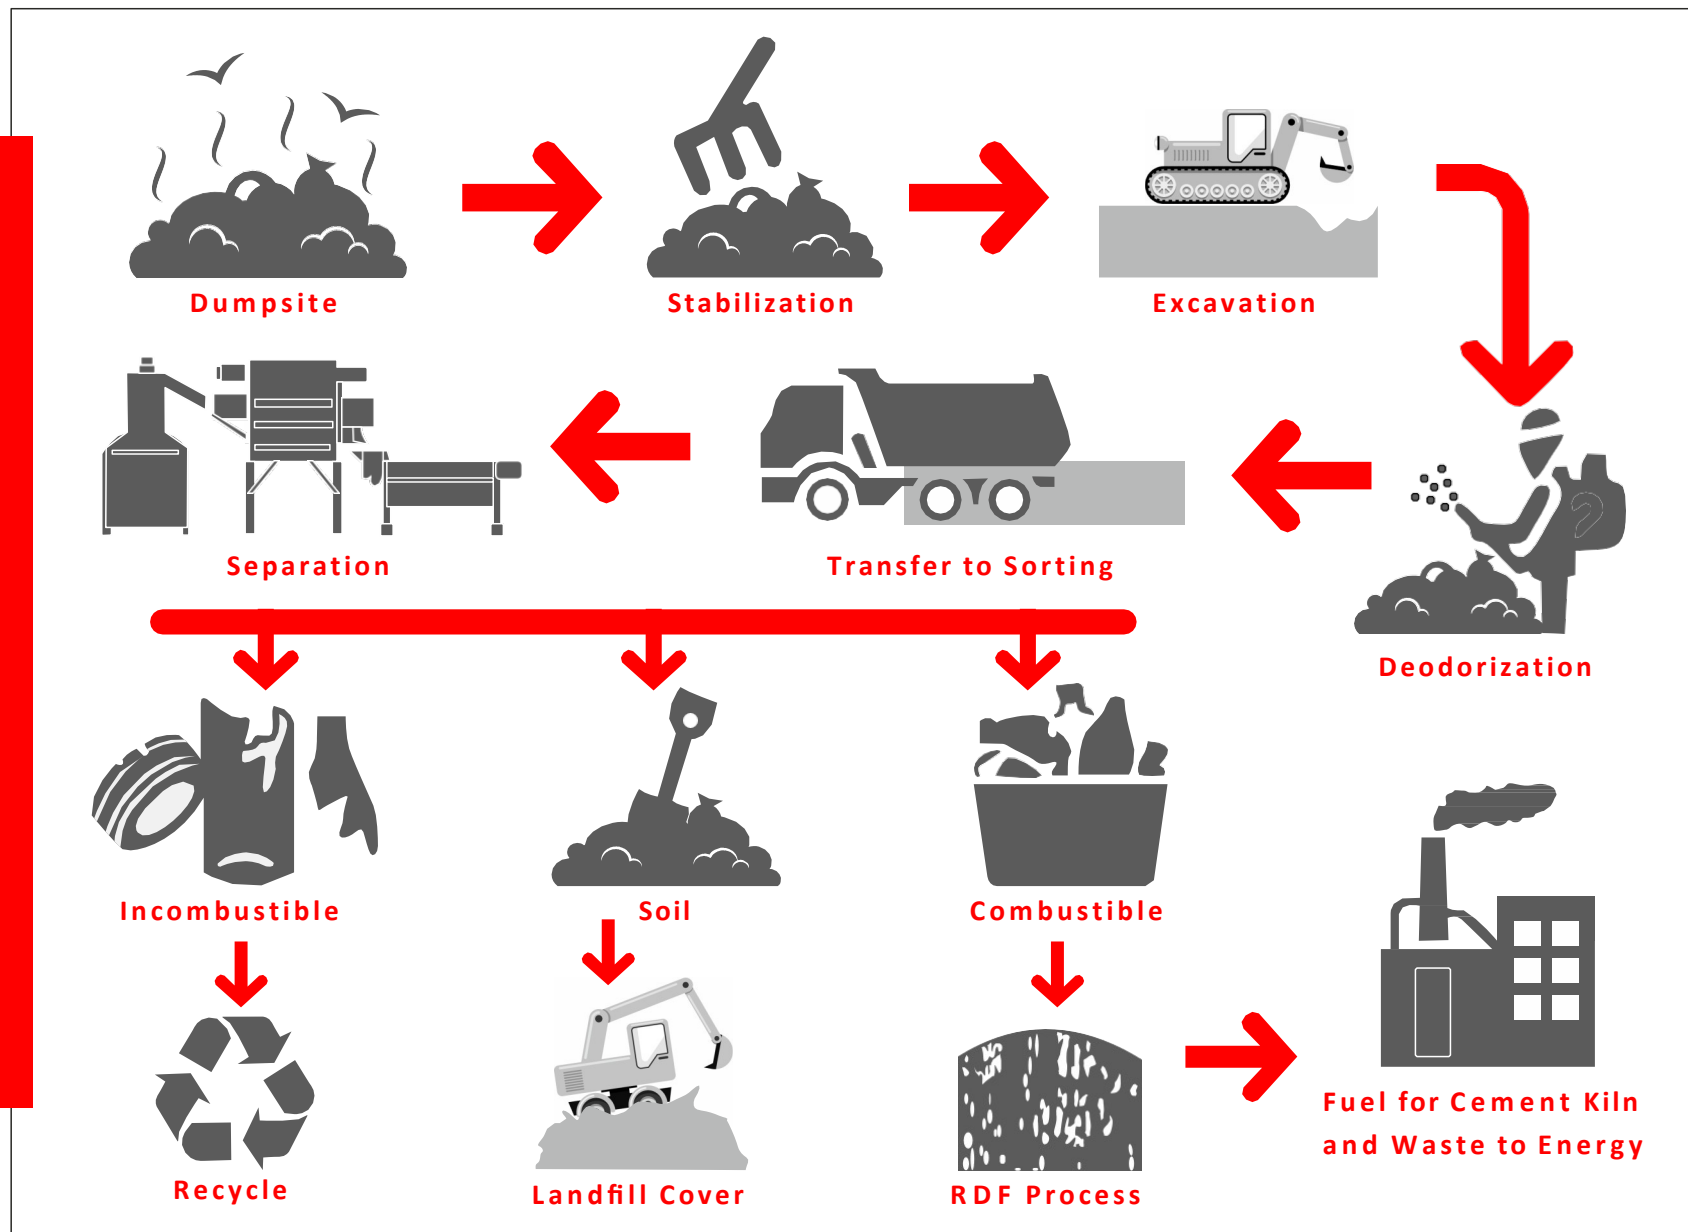 Dumpsite
Stabilization
Excavation
Separation
Transfer to Sorting
Deodorization
Incombustible
Soil
Combustible
Recycle
Landfill Cover
RDF Process
Fuel for Cement Kiln
and Waste to Energy